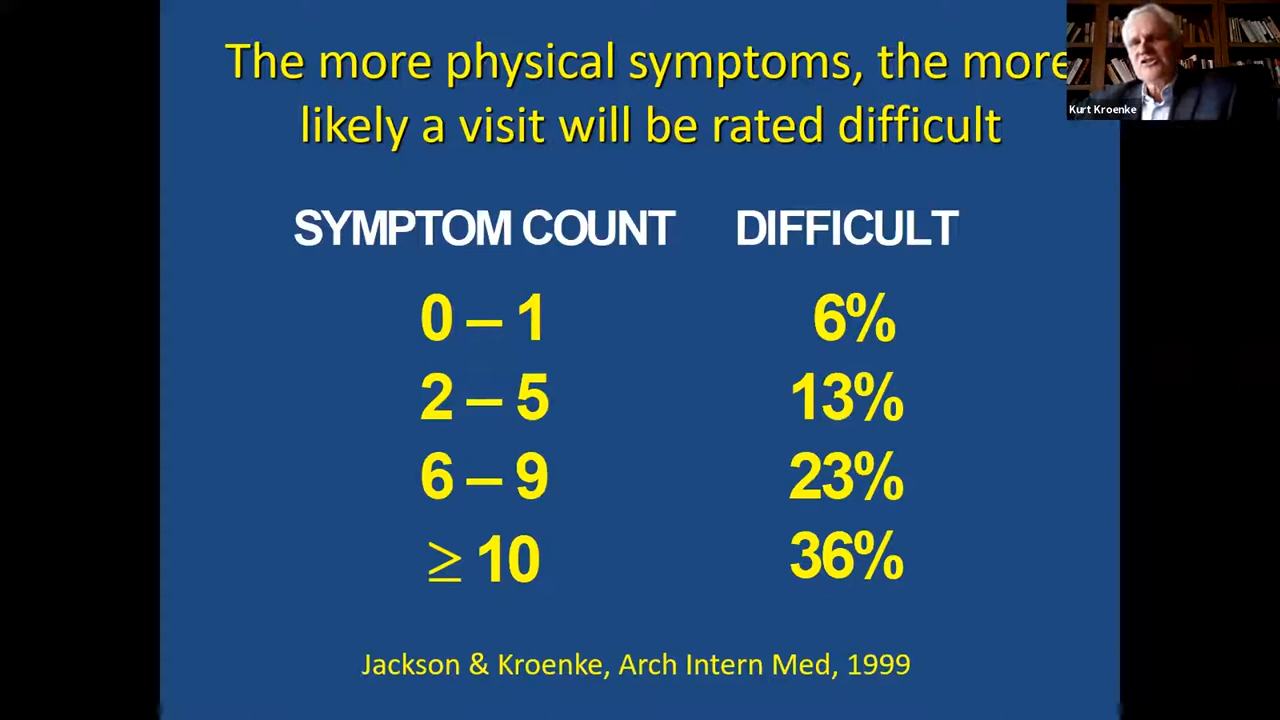 The more physical symptoms, the more
likely a visit will be rated difficult
Kurt Kroenke
SYMPTOM COUNT DIFFICULT
0 – 1 6%
2 – 5 13%
6 – 9 23%
≥ 10 36%
Jackson & Kroenke, Arch Intern Med, 1999